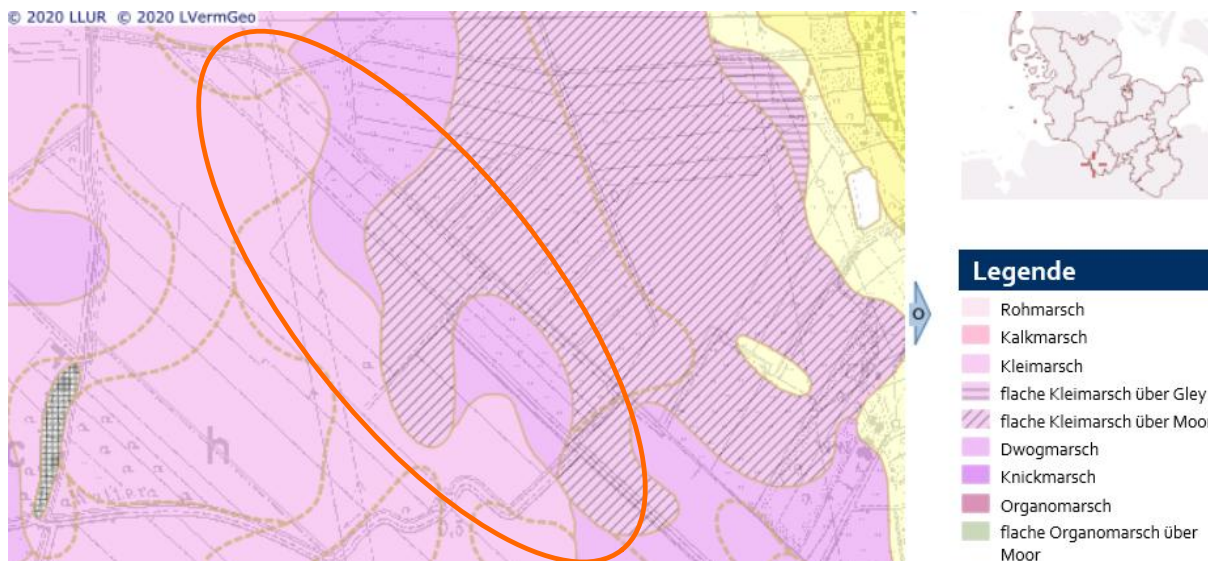 © 2020 LLUR © 2020 LVermGeo
h
O
Legende
Rohmarsch
Kalkmarsch
Kleimarsch
flache Kleimarsch über Gley
flache Kleimarsch über Moor
Dwogmarsch
Knickmarsch
Organomarsch
flache Organomarsch über
Moor